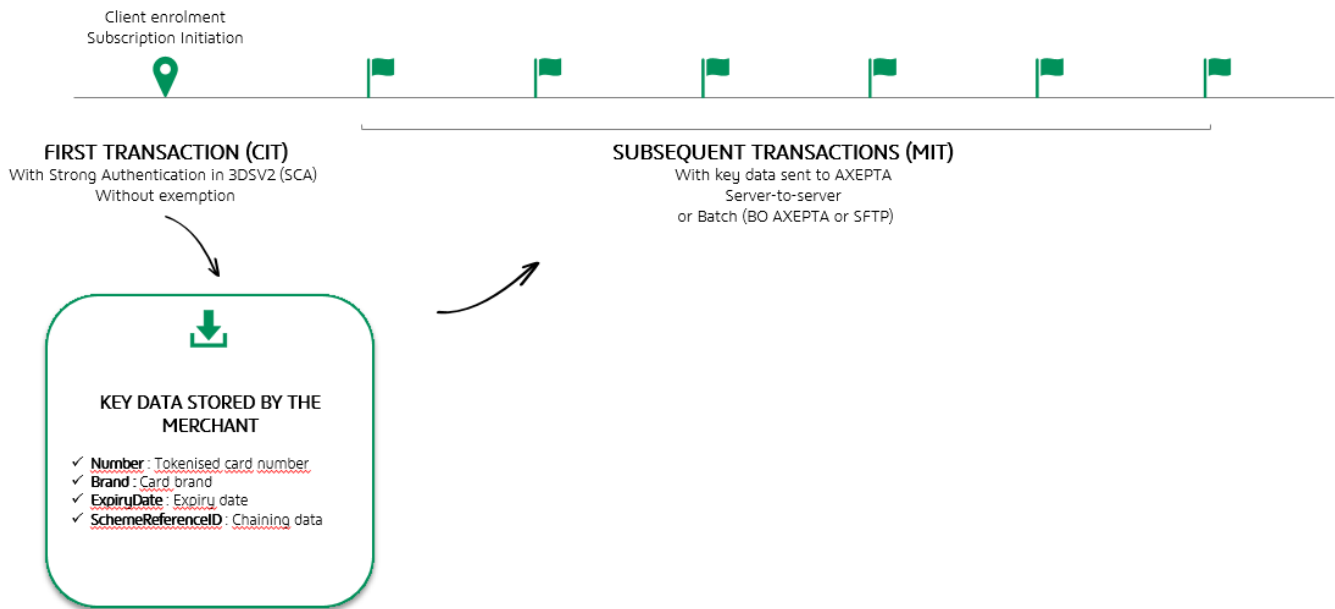 Client enrolment
Subscription Initiation
FIRST TRANSACTION (CIT)
With Strong Authentication in 3DSV2 (SCA)
Without exemption
SUBSEQUENT TRANSACTIONS (MIT)
With key data sent to AXEPTA
Server-to-server
or Batch (BO AXEPTA or SFTP)
KEY DATA STORED BY THE
MERCHANT
✓ Number : Tokenised card number
✓ Brand : Card brand
✓ ExpiryDate : Expiry date
✓ SchemeReferenceID : Chaining data